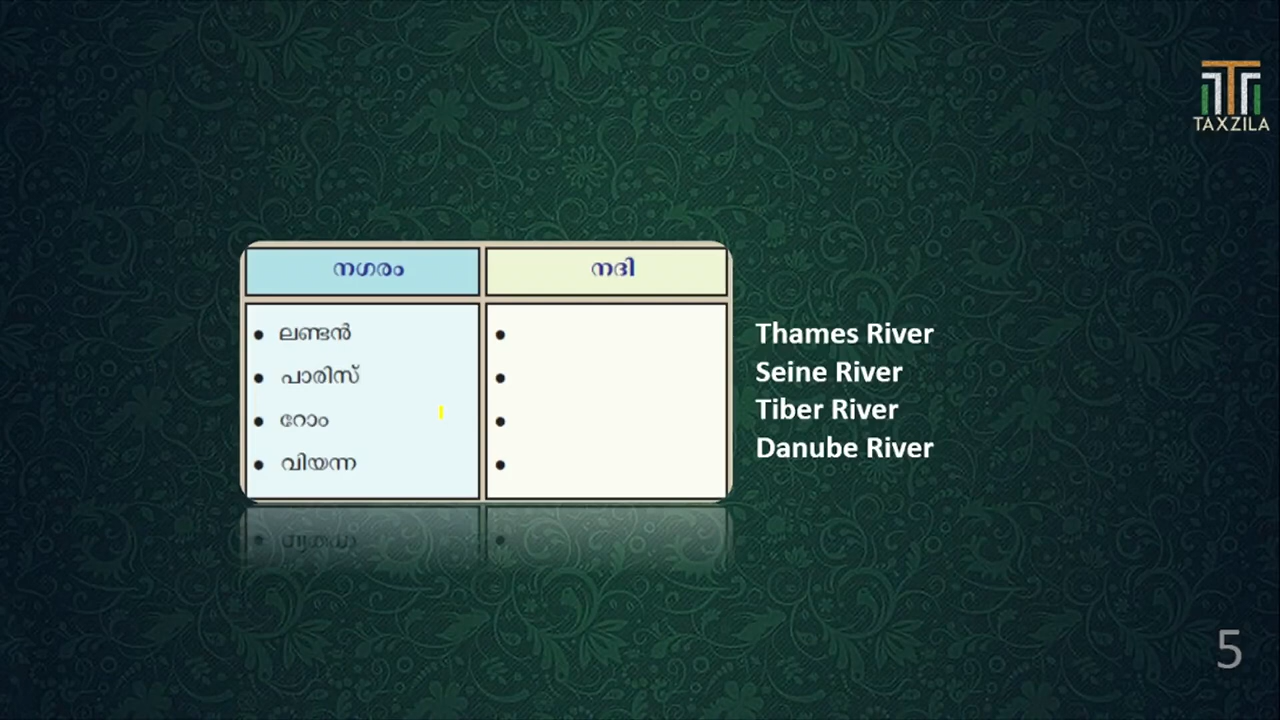 TAXZILA
നഗരം
നദി
• ലണ്ടൻ
• പാരിസ്
• റോം
• വിയന്ന
Thames River
Seine River
Tiber River
Danube River
5